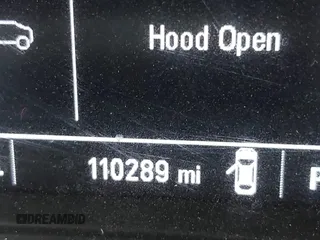 Hood Open
110289 mi
P
DREAMBID